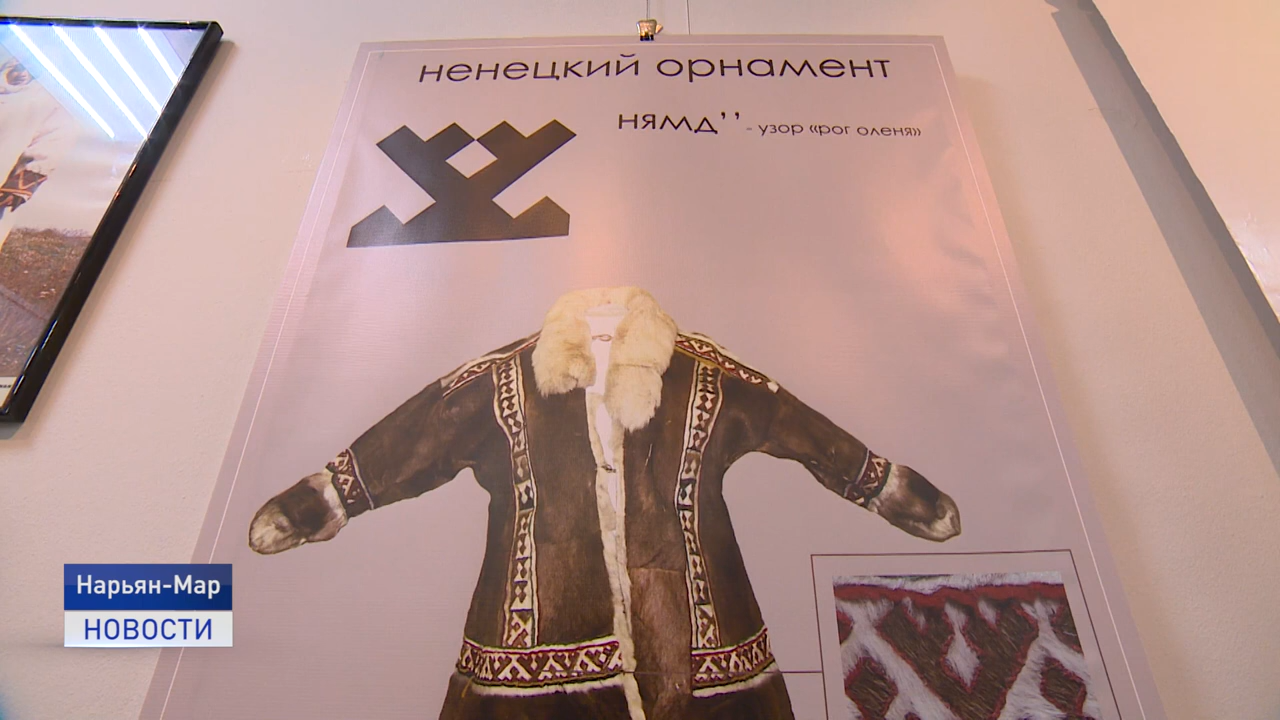 ненецкий орнамент
нямд’’ - узор «рог оленя»
Нарьян-Мар
НОВОСТИ